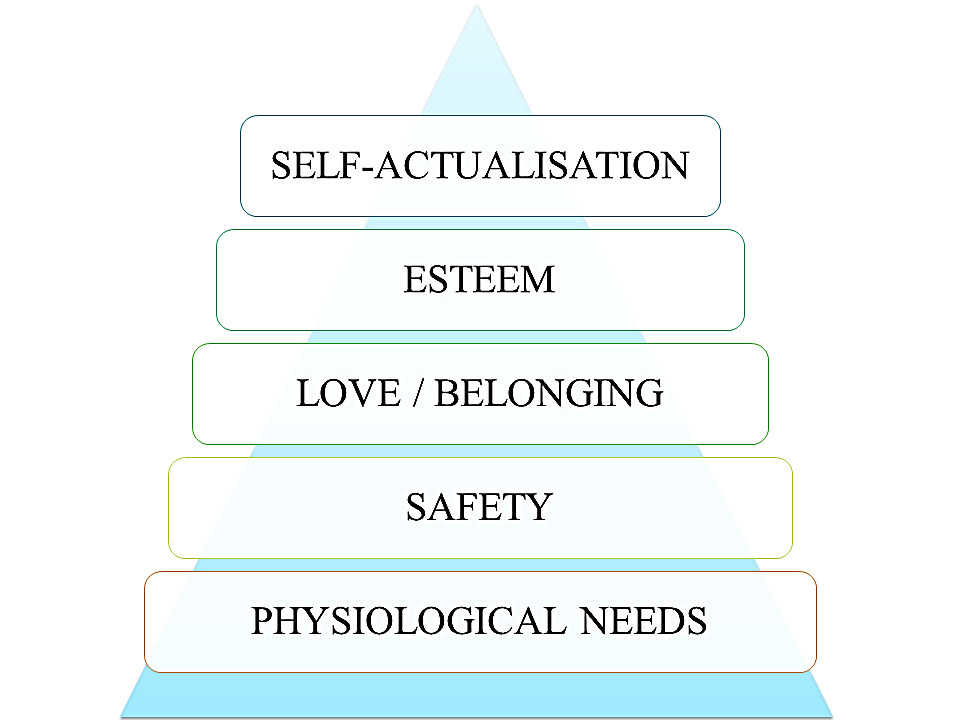 SELF-ACTUALISATION
ESTEEM
LOVE / BELONGING
SAFETY
PHYSIOLOGICAL NEEDS